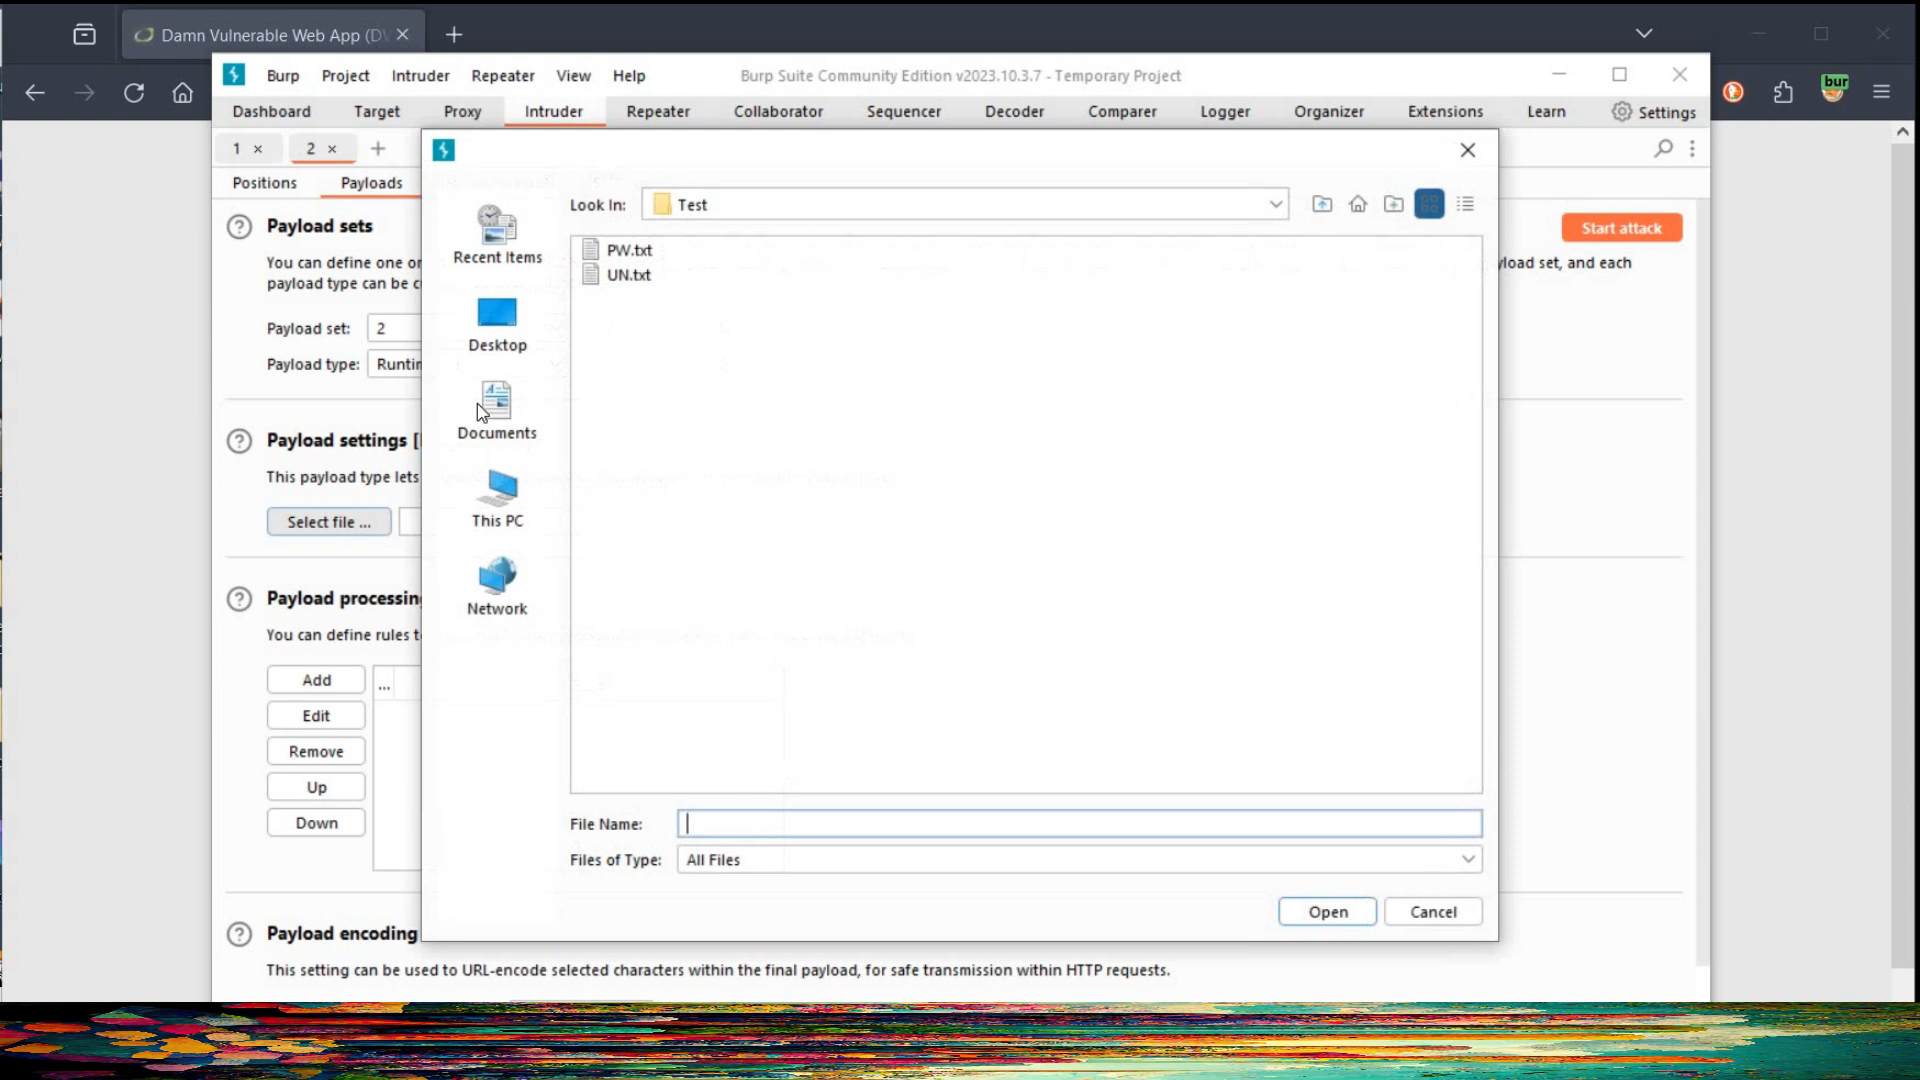 Damn Vulnerable Web App (DV
Burp Project Intruder Repeater View Help Burp Suite Community Edition v2023.10.3.7 - Temporary Project
bur
Dashboard Target Proxy Intruder Repeater Collaborator Sequencer Decoder Comparer Logger Organizer Extensions Learn Settings
1 × 2 × +
Positions Payloads
Look In: Test
PW.txt
UN.txt
Recent Items
Desktop
Documents
This PC
Network
File Name:
Files of Type: All Files
Open Cancel
? Payload sets
Start attack
You can define one or
yload set, and each
payload type can be c
Payload set: 2
Payload type: Runtin
? Payload settings [
This payload type lets
Select file ...
? Payload processin
You can define rules t
Add
...
Edit
Remove
Up
Down
? Payload encoding
This setting can be used to URL-encode selected characters within the final payload, for safe transmission within HTTP requests.